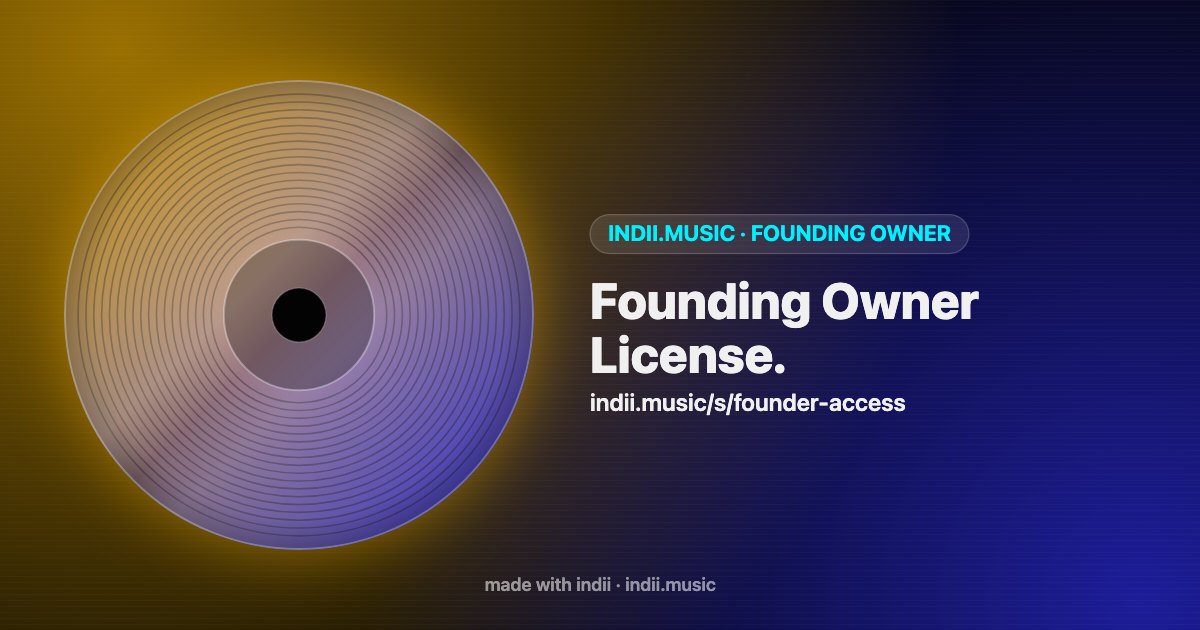 INDII.MUSIC · FOUNDING OWNER
Founding Owner
License.
indii.music/s/founder-access
made with indii · indii.music